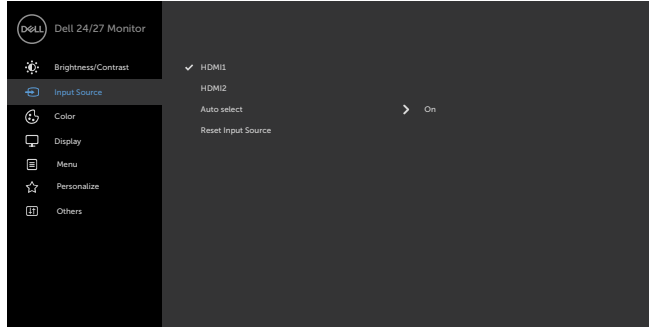 DELL Dell 24/27 Monitor
Brightness/Contrast
Input Source
Color
Display
Menu
Personalize
Others
HDMI1
HDMI2
Auto select On
Reset Input Source